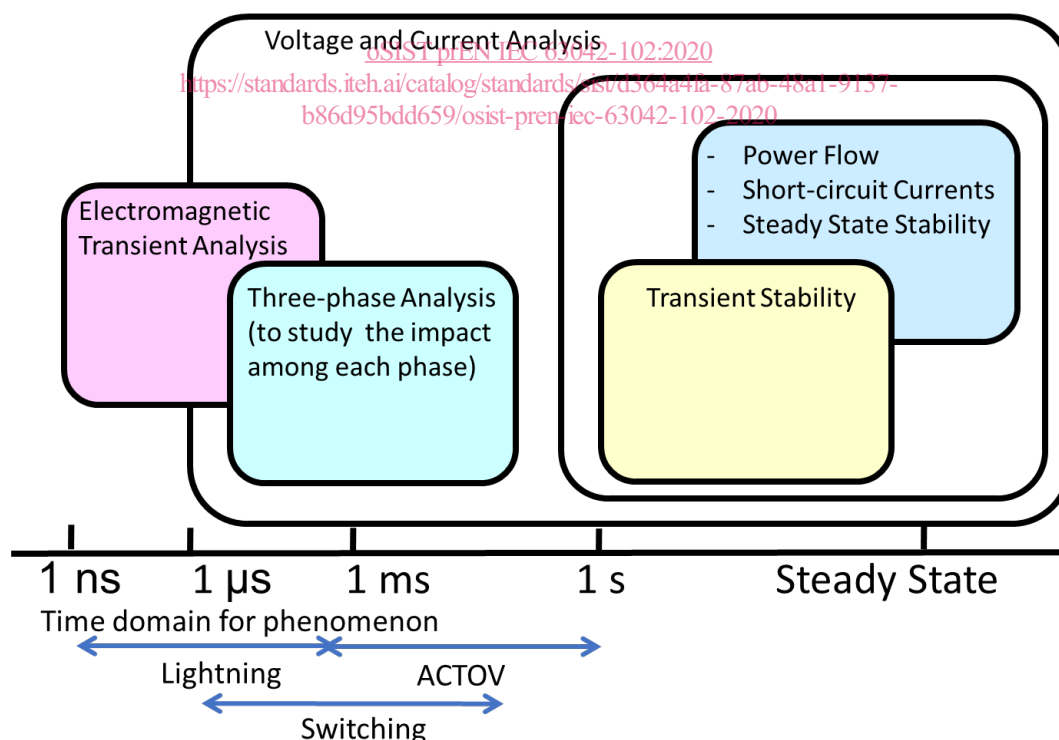 Voltage and Current Analysis
oSIST prEN IEC 63042-102:2020
https://standards.iteh.ai/catalog/standards/sist/d364a4fa-87ab-48a1-9137-
b86d95bdd659/osist-pren-iec-63042-102-2020
- Power Flow
- Short-circuit Currents
- Steady State Stability
Electromagnetic
Transient Analysis
Three-phase Analysis
(to study the impact
among each phase)
Transient Stability
1 ns 1 μs 1 ms 1 s Steady State
Time domain for phenomenon
Lightning ACTOV
Switching